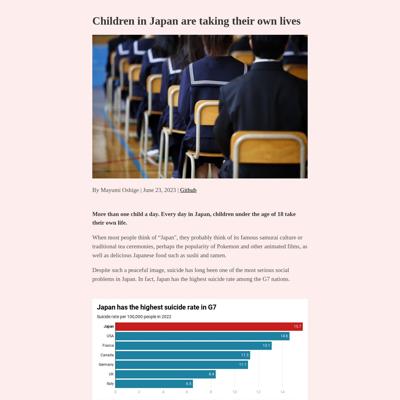 Children in Japan are taking their own lives
By Mayumi Oshige | June 23, 2023 | Github
More than one child a day. Every day in Japan, children under the age of 18 take
their own life.
When most people think of “Japan”, they probably think of its famous samurai culture or
traditional tea ceremonies, perhaps the popularity of Pokemon and other animated films, as
well as delicious Japanese food such as sushi and ramen.
Despite such a peaceful image, suicide has long been one of the most serious social
problems in Japan. In fact, Japan has the highest suicide rate among the G7 nations.
Japan has the highest suicide rate in G7
Suicide rate per 100,000 people in 2022
Japan 15.7
USA 14.6
France 13.1
Canada 11.3
Germany 11.1
UK 8.4
Italy 6.5
0 2 4 6 8 10 12 14